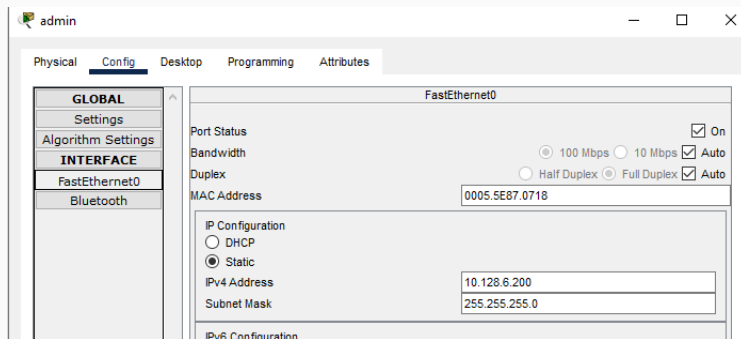 admin
Physical Config Desktop Programming Attributes
GLOBAL
Settings
Algorithm Settings
INTERFACE
FastEthernet0
Bluetooth
FastEthernet0
Port Status On
Bandwidth 100 Mbps 10 Mbps Auto
Duplex Half Duplex Full Duplex Auto
MAC Address 0005.5E87.0718
IP Configuration
DHCP
Static
IPv4 Address 10.128.6.200
Subnet Mask 255.255.255.0
IPv6 Configuration